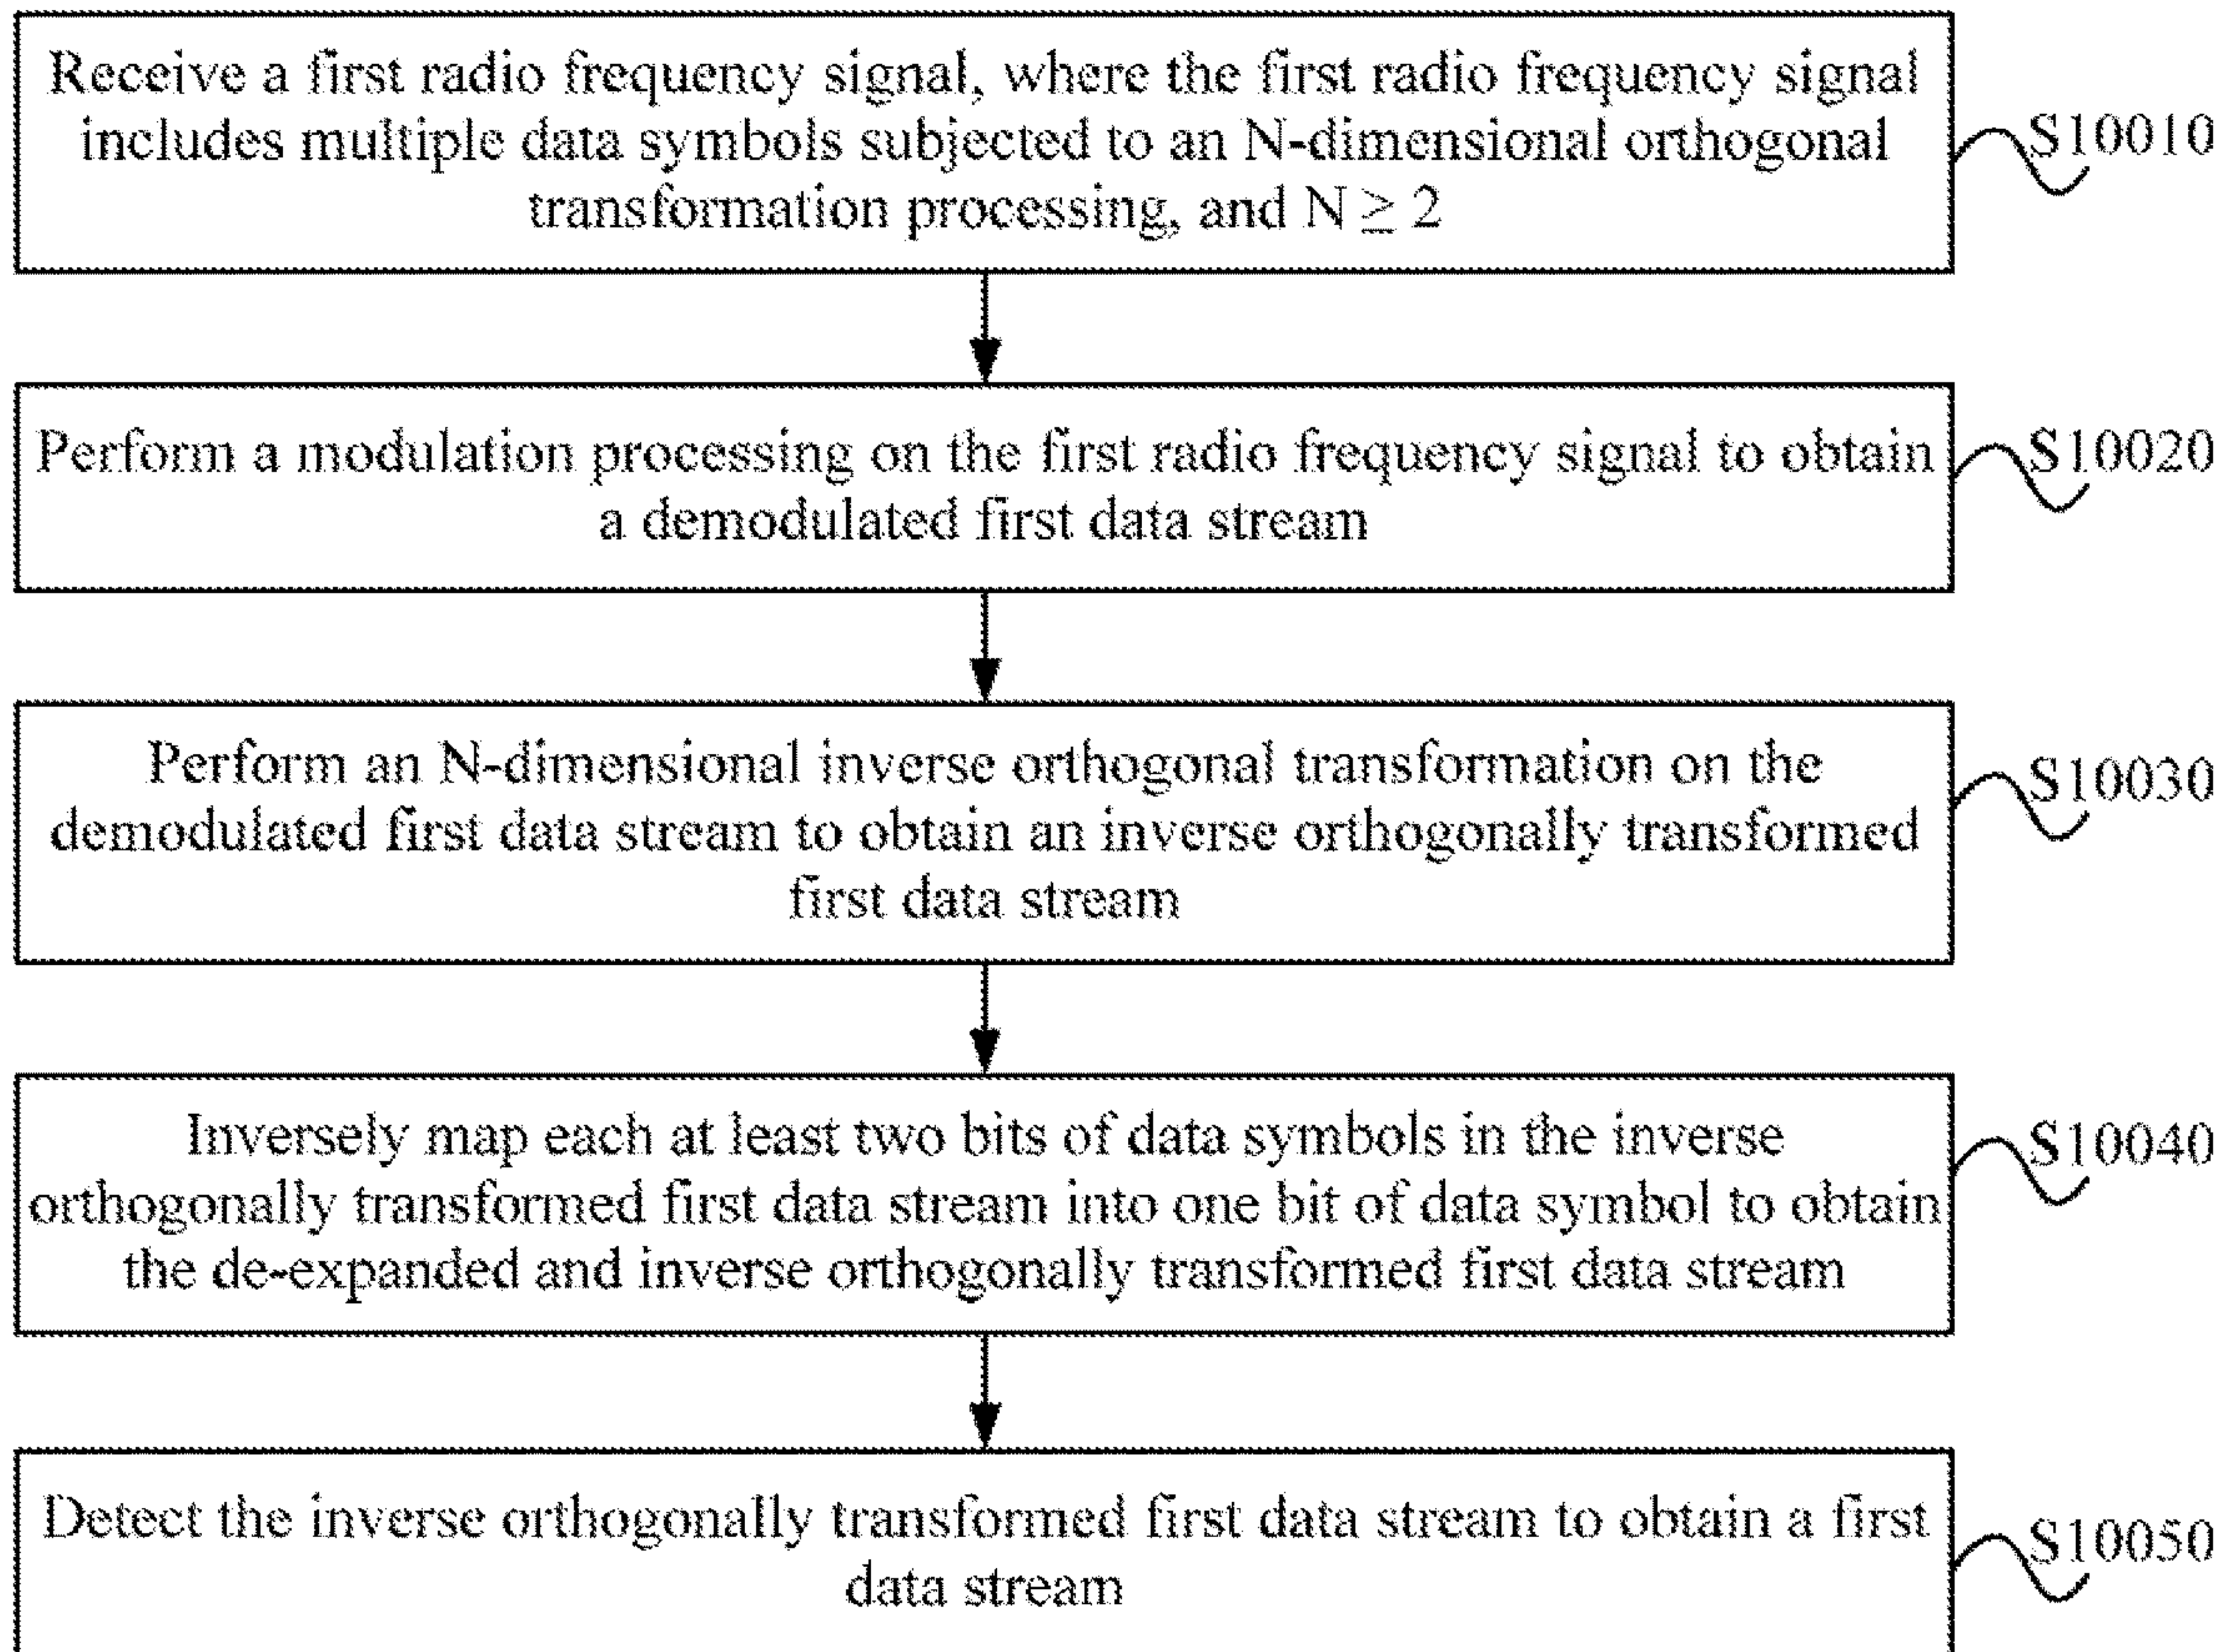 Receive a first radio frequency signal, where the first radio frequency signal
includes multiple data symbols subjected to an N-dimensional orthogonal
transformation processing, and N ≥ 2
S10010
Perform a modulation processing on the first radio frequency signal to obtain
a demodulated first data stream
S10020
Perform an N-dimensional inverse orthogonal transformation on the
demodulated first data stream to obtain an inverse orthogonally transformed
first data stream
S10030
Inversely map each at least two bits of data symbols in the inverse
orthogonally transformed first data stream into one bit of data symbol to obtain
the de-expanded and inverse orthogonally transformed first data stream
S10040
Detect the inverse orthogonally transformed first data stream to obtain a first
data stream
S10050